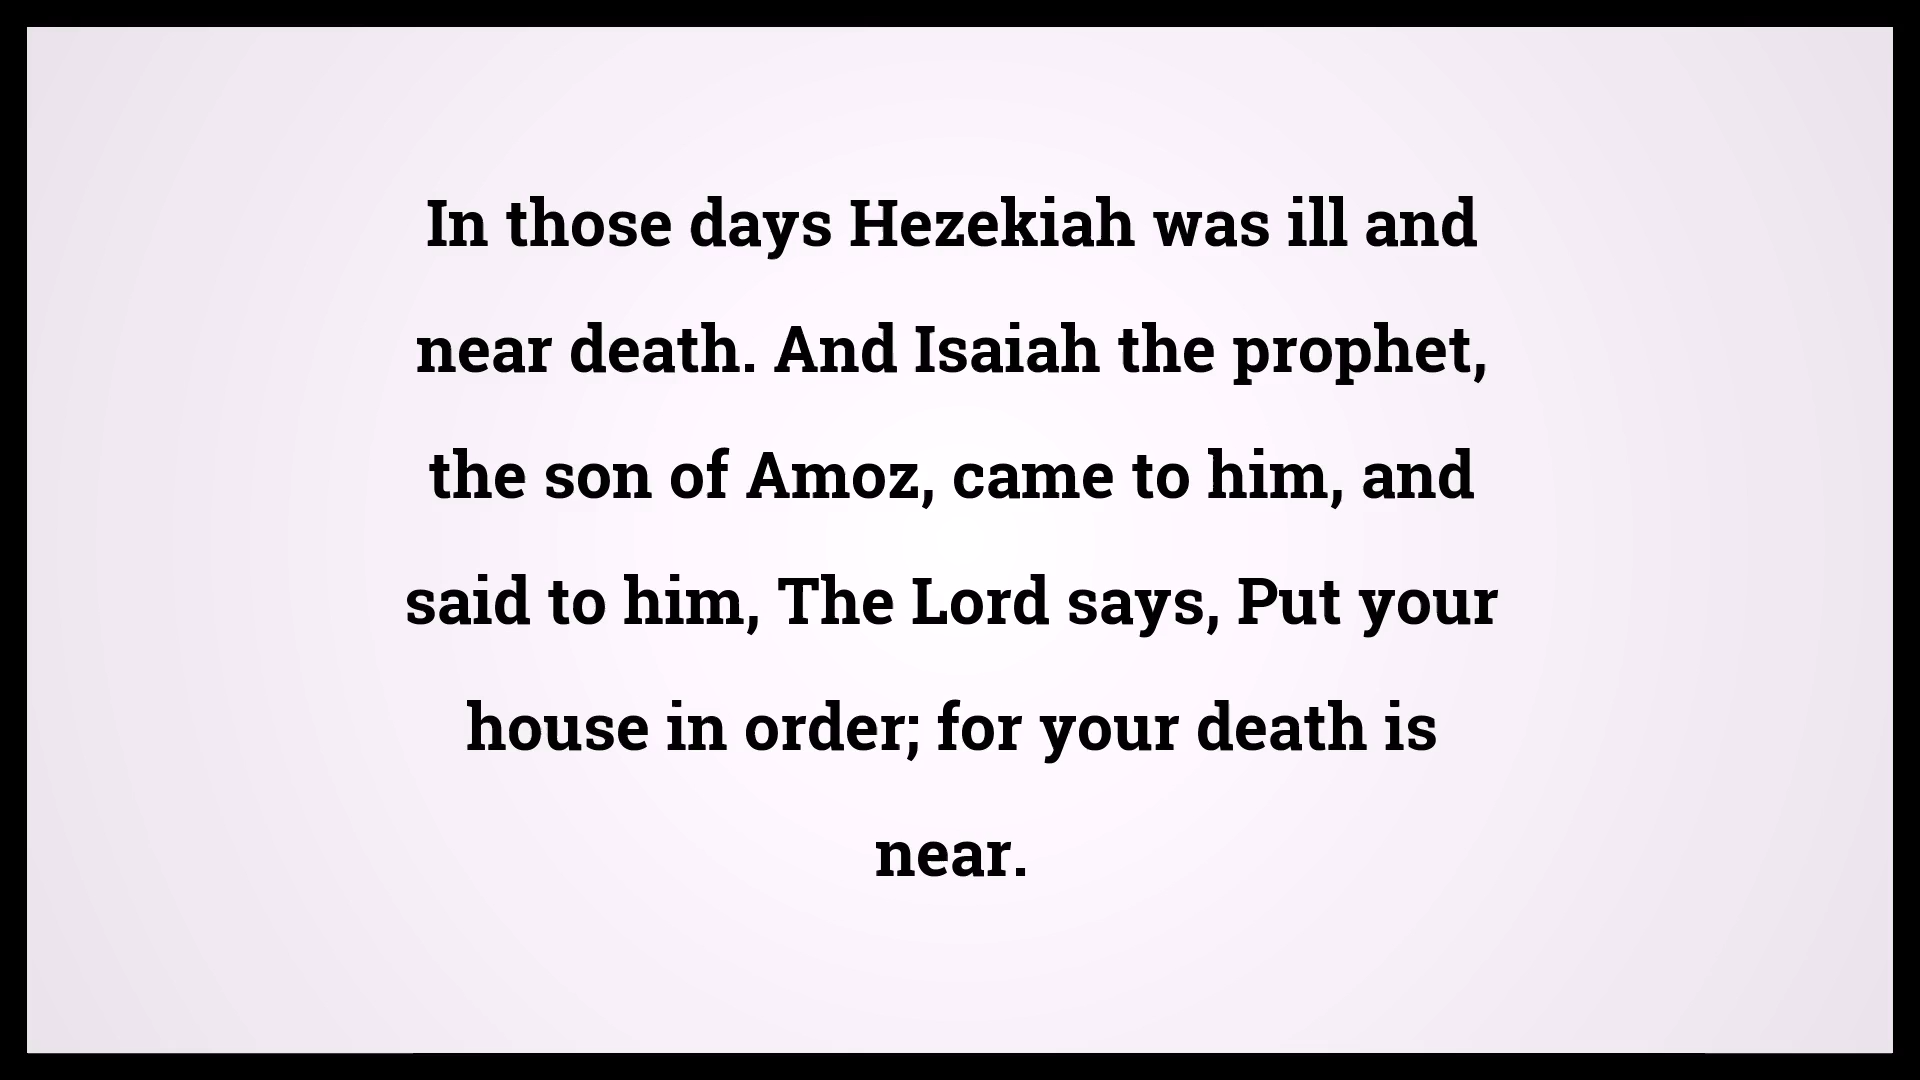 In those days Hezekiah was ill and
near death. And Isaiah the prophet,
the son of Amoz, came to him, and
said to him, The Lord says, Put your
house in order; for your death is
near.